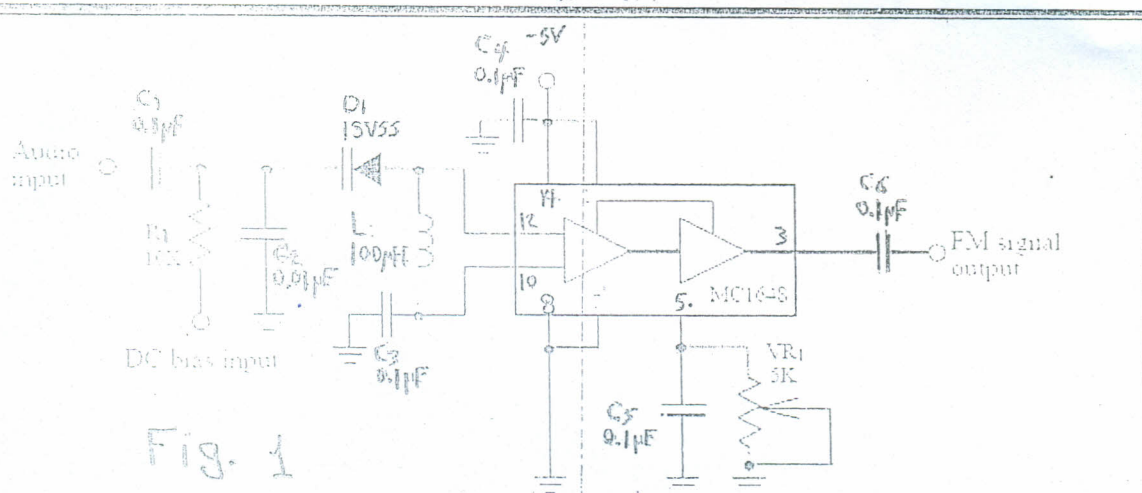 C4
-5V
0.1µF
C1
0.1µF
D1
1SV55
Audio
input
R1
10K
C2
0.01µF
L1
100µH
14
12
10
8
5
3
MC1648
C6
0.1µF
FM signal
output
C3
0.1µF
DC bias input
C5
0.1µF
VR1
5K
Fig. 1